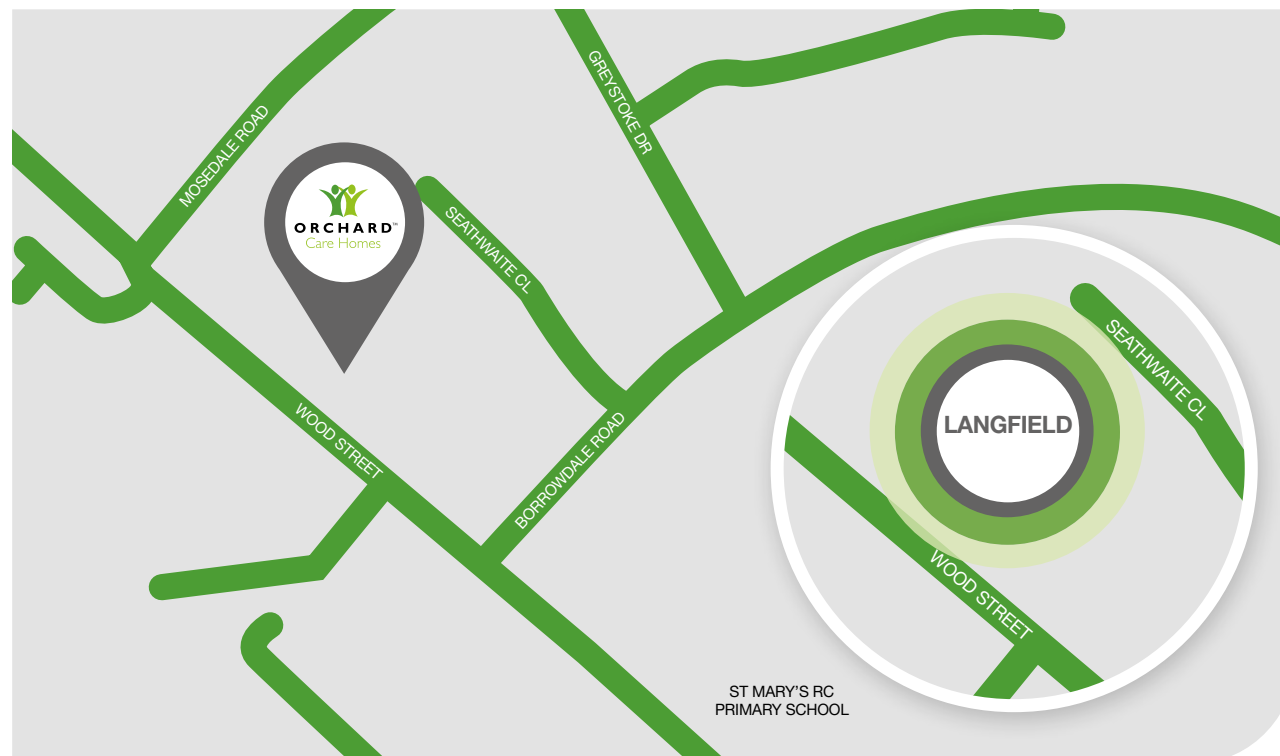 GREYSTOKE DR
MOSEDALE ROAD
ORCHARD™
Care Homes
SEATHWAITE CL
SEATHWAITE CL
LANGFIELD
WOOD STREET
BORROWDALE ROAD
WOOD STREET
ST MARY'S RC
PRIMARY SCHOOL